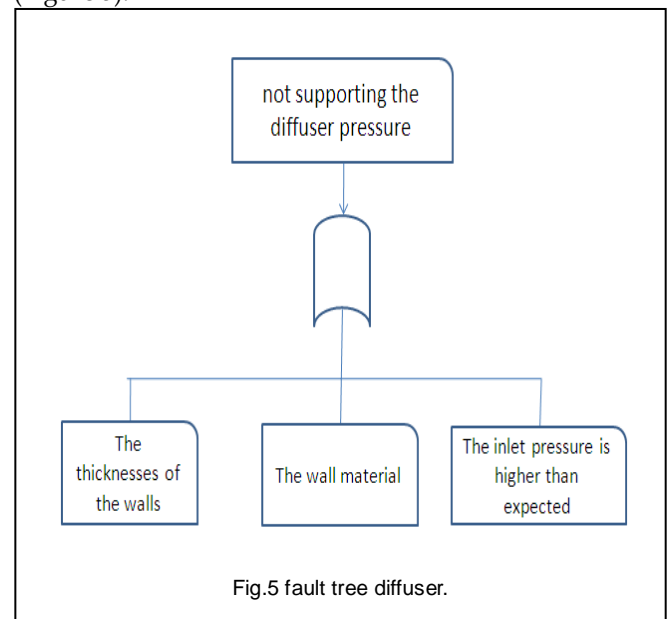 not supporting the
diffuser pressure
The
thicknesses of
the walls
The wall material
The inlet pressure is
higher than
expected
Fig.5 fault tree diffuser.